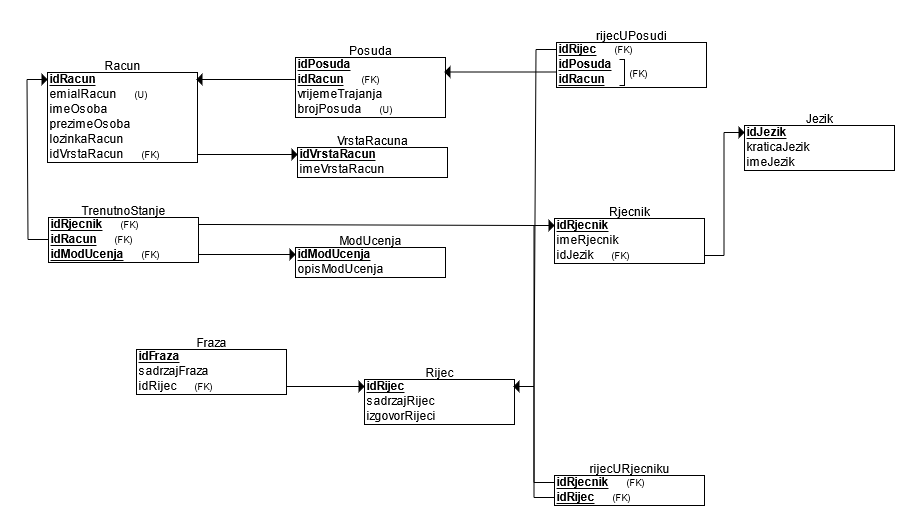 Racun
idRacun
emialRacun (U)
imeOsoba
prezimeOsoba
lozinkaRacun
idVrstaRacun (FK)
Posuda
idPosuda
idRacun (FK)
vrijemeTrajanja
brojPosuda (U)
rijecUPosudi
idRijec (FK)
idPosuda
idRacun (FK)
VrstaRacuna
idVrstaRacun
imeVrstaRacun
Jezik
idJezik
kraticaJezik
imeJezik
TrenutnoStanje
idRjecnik (FK)
idRacun (FK)
idModUcenja (FK)
ModUcenja
idModUcenja
opisModUcenja
Rjecnik
idRjecnik
imeRjecnik
idJezik (FK)
Fraza
idFraza
sadrzajFraza
idRijec (FK)
Rijec
idRijec
sadrzajRijec
izgovorRijeci
rijecURjecniku
idRjecnik (FK)
idRijec (FK)